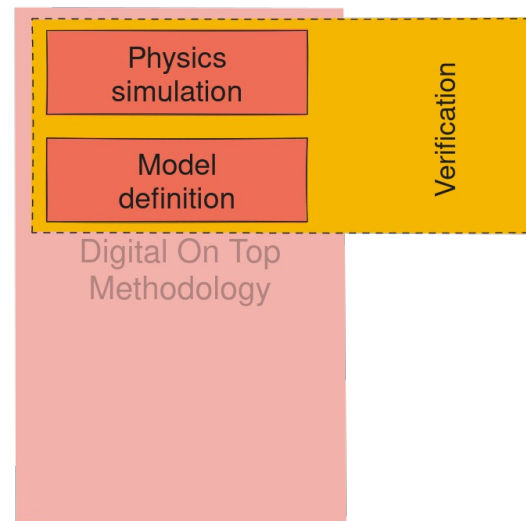 Physics
simulation
Model
definition
Verification
Digital On Top
Methodology